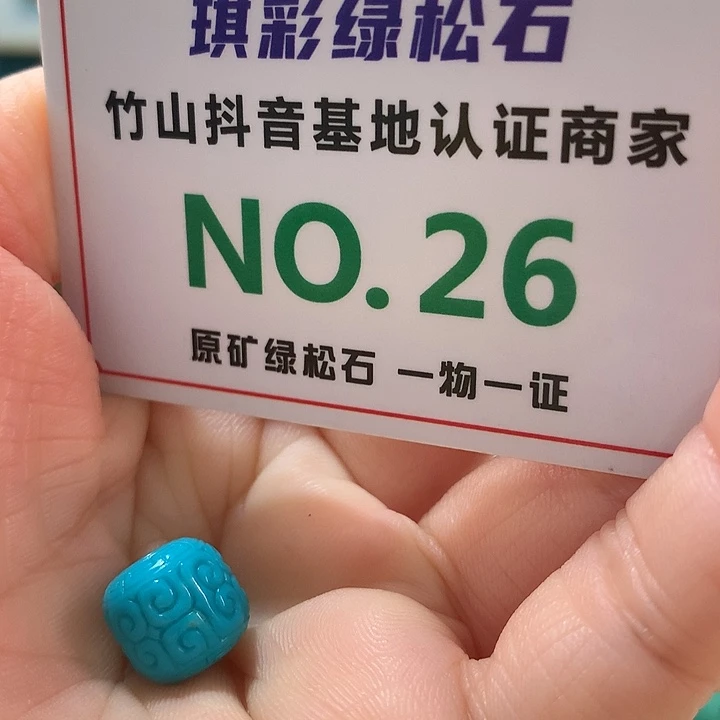 琪彩绿松石
竹山抖音基地认证商家
NO. 26
原矿绿松石 一物一证